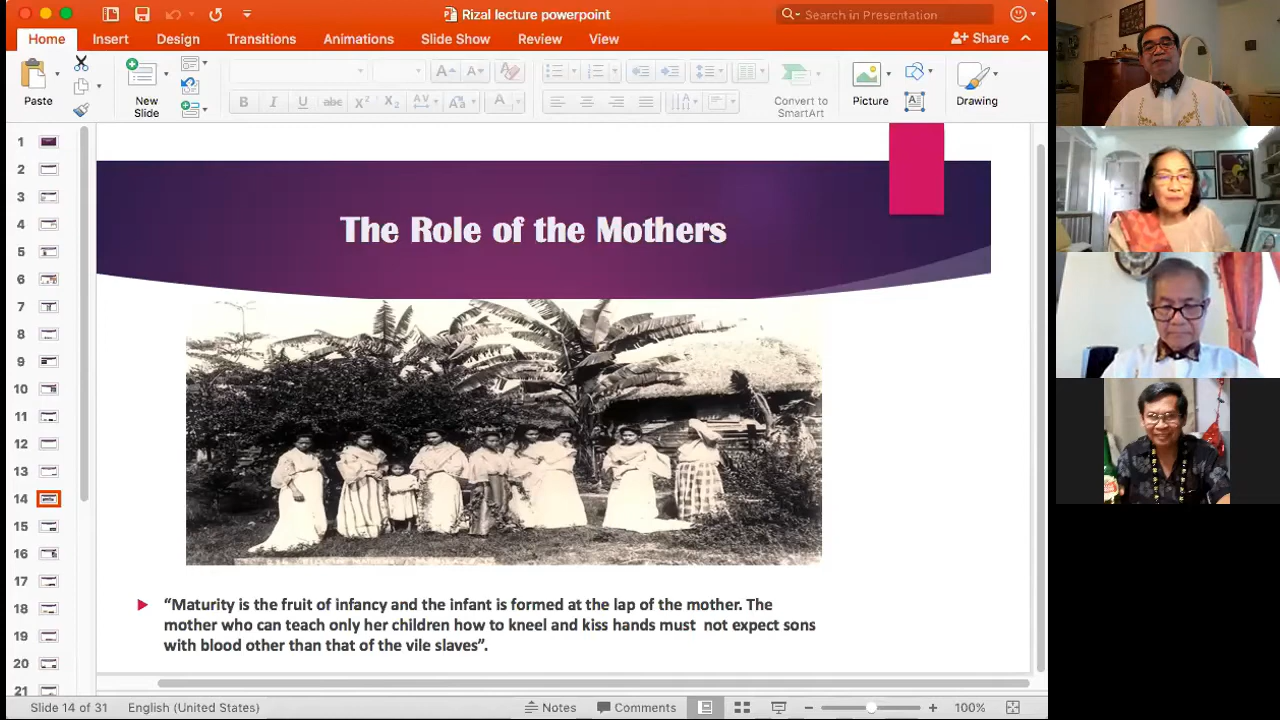 Rizal lecture powerpoint
Search in Presentation
Home Insert Design Transitions Animations Slide Show Review View
Share
Paste
New
Slide
B I U abc X² X₂ AV A
Convert to
SmartArt
Picture
Drawing
1
2
3
4
5
6
7
8
9
10
11
12
13
14
15
16
17
18
19
20
21
The Role of the Mothers
“Maturity is the fruit of infancy and the infant is formed at the lap of the mother. The
mother who can teach only her children how to kneel and kiss hands must not expect sons
with blood other than that of the vile slaves”.
Slide 14 of 31 English (United States)
Notes Comments 100%